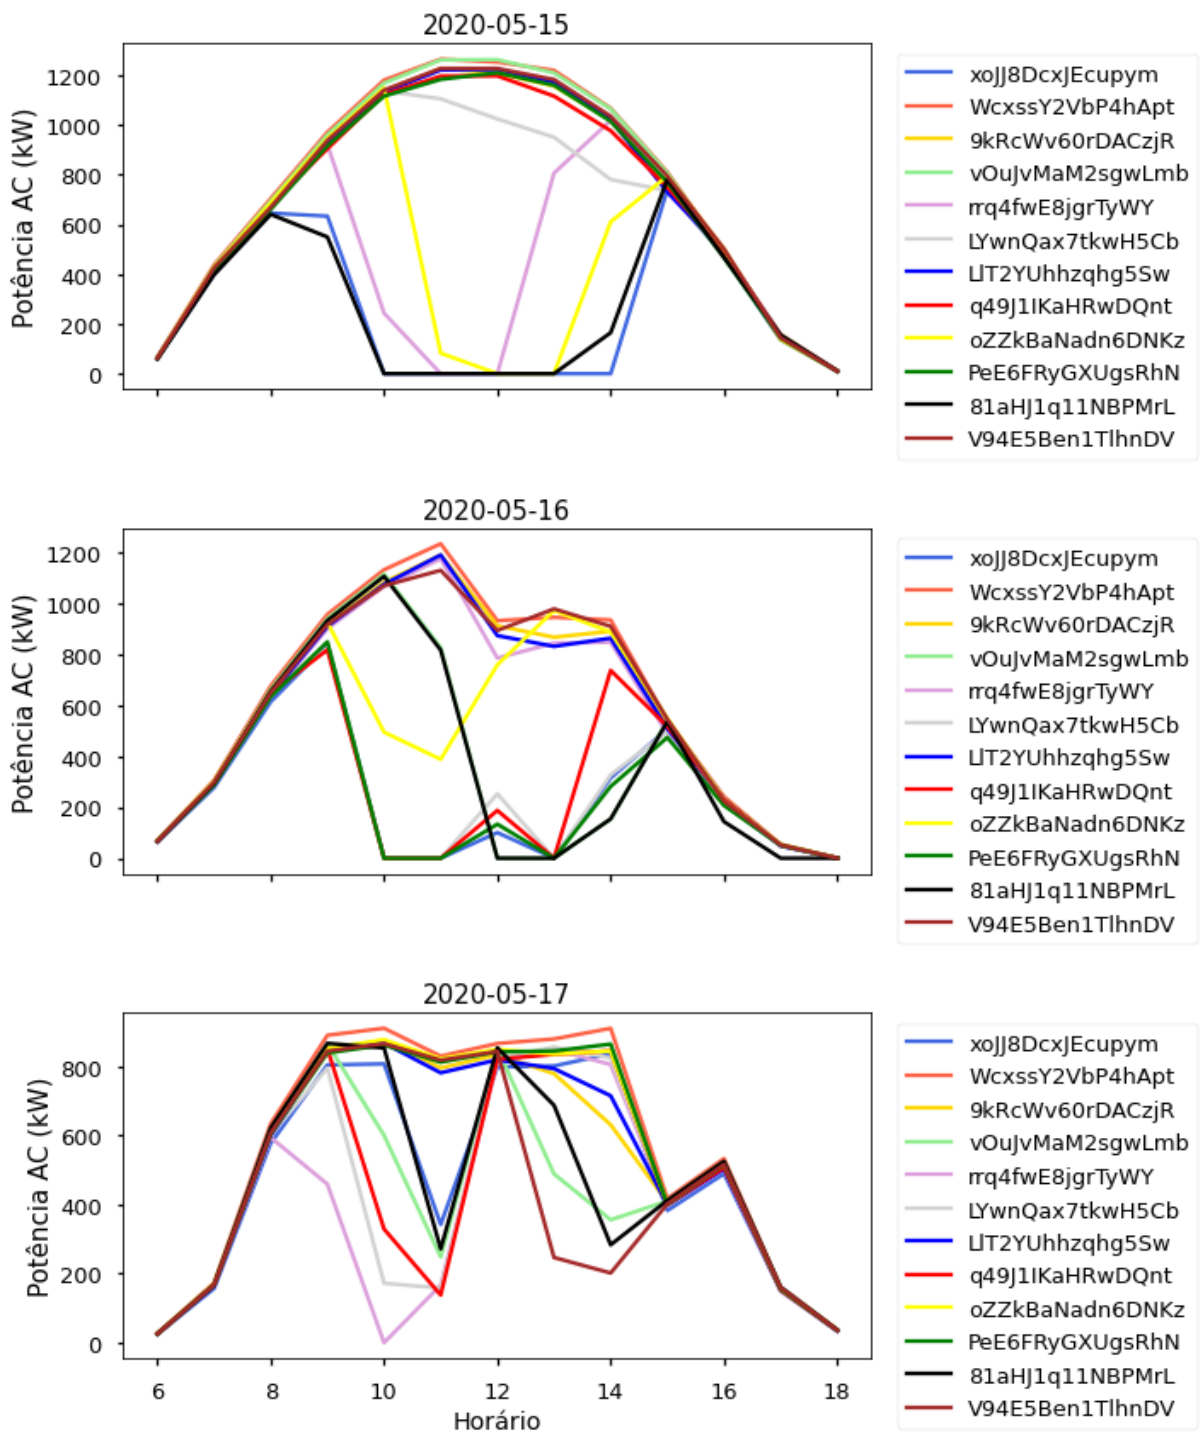 2020-05-15
Potência AC (kW)
1200
1000
800
600
400
200
0
xoJJ8DcxJEcupym
WcxssY2VbP4hApt
9kRcWv60rDACzjR
vOuJvMaM2sgwLmb
rrq4fwE8jgrTyWY
LYwnQax7tkwH5Cb
LlT2YUhhzqhg5Sw
q49J1IKaHRwDQnt
oZZkBaNadn6DNKz
PeE6FRyGXUgsRhN
81aHJ1q11NBPMrL
V94E5Ben1TlhnDV
2020-05-16
Potência AC (kW)
1200
1000
800
600
400
200
0
xoJJ8DcxJEcupym
WcxssY2VbP4hApt
9kRcWv60rDACzjR
vOuJvMaM2sgwLmb
rrq4fwE8jgrTyWY
LYwnQax7tkwH5Cb
LlT2YUhhzqhg5Sw
q49J1IKaHRwDQnt
oZZkBaNadn6DNKz
PeE6FRyGXUgsRhN
81aHJ1q11NBPMrL
V94E5Ben1TlhnDV
2020-05-17
Potência AC (kW)
800
600
400
200
0
6 8 10 12 14 16 18
Horário
xoJJ8DcxJEcupym
WcxssY2VbP4hApt
9kRcWv60rDACzjR
vOuJvMaM2sgwLmb
rrq4fwE8jgrTyWY
LYwnQax7tkwH5Cb
LlT2YUhhzqhg5Sw
q49J1IKaHRwDQnt
oZZkBaNadn6DNKz
PeE6FRyGXUgsRhN
81aHJ1q11NBPMrL
V94E5Ben1TlhnDV